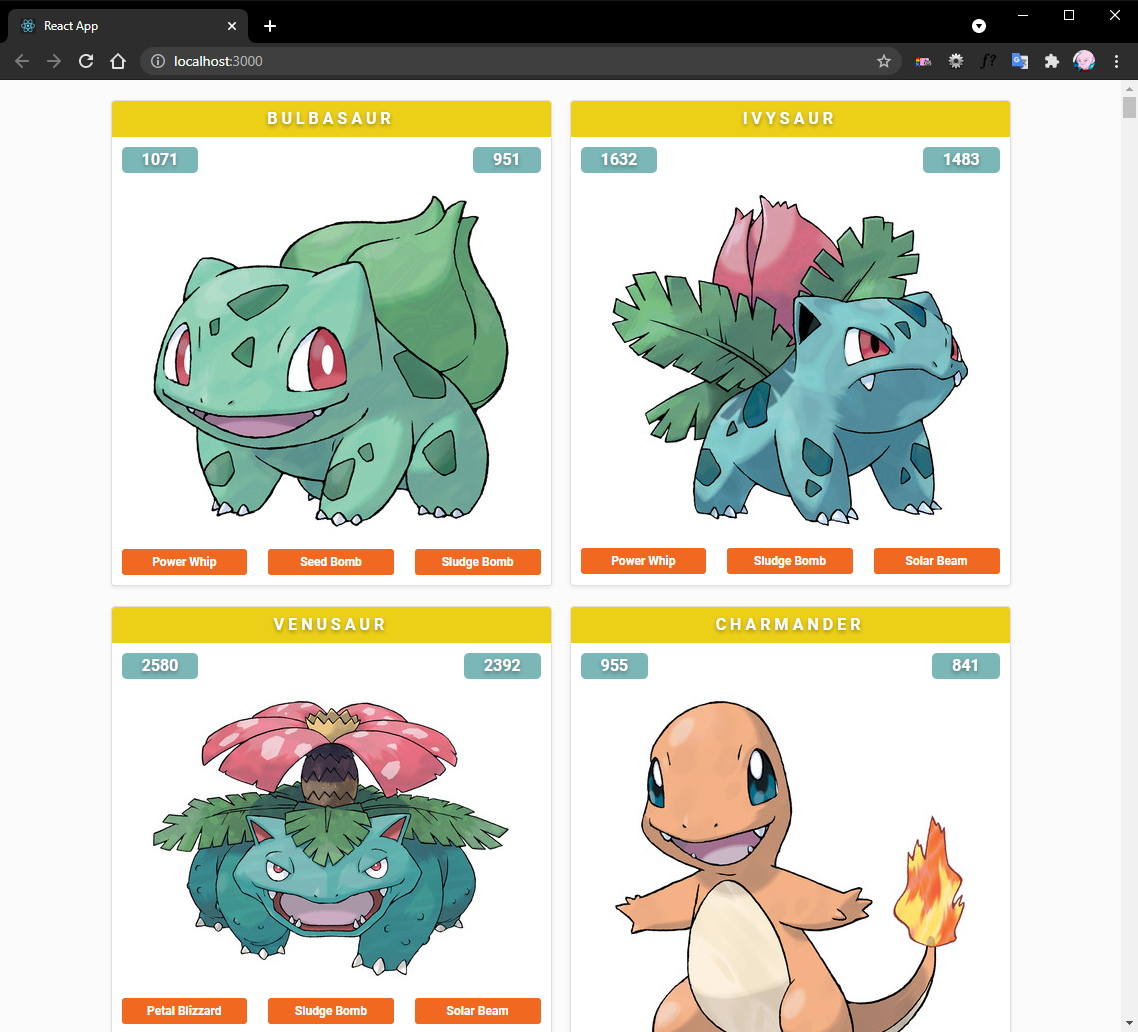 React App
localhost:3000
f?
BULBASAUR
1071 951
Power Whip Seed Bomb Sludge Bomb
IVYSAUR
1632 1483
Power Whip Sludge Bomb Solar Beam
VENUSAUR
2580 2392
Petal Blizzard Sludge Bomb Solar Beam
CHARMANDER
955 841